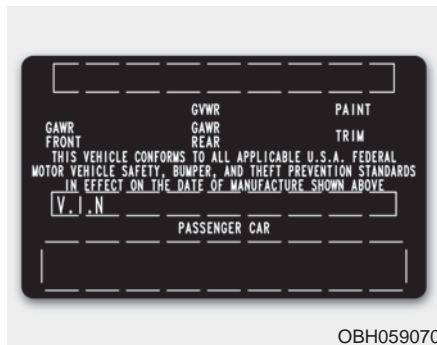 GVWR PAINT
GAWR FRONT GAWR REAR TRIM
THIS VEHICLE CONFORMS TO ALL APPLICABLE U.S.A. FEDERAL
MOTOR VEHICLE SAFETY, BUMPER, AND THEFT PREVENTION STANDARDS
IN EFFECT ON THE DATE OF MANUFACTURE SHOWN ABOVE
V.I.N
PASSENGER CAR
OBH059070